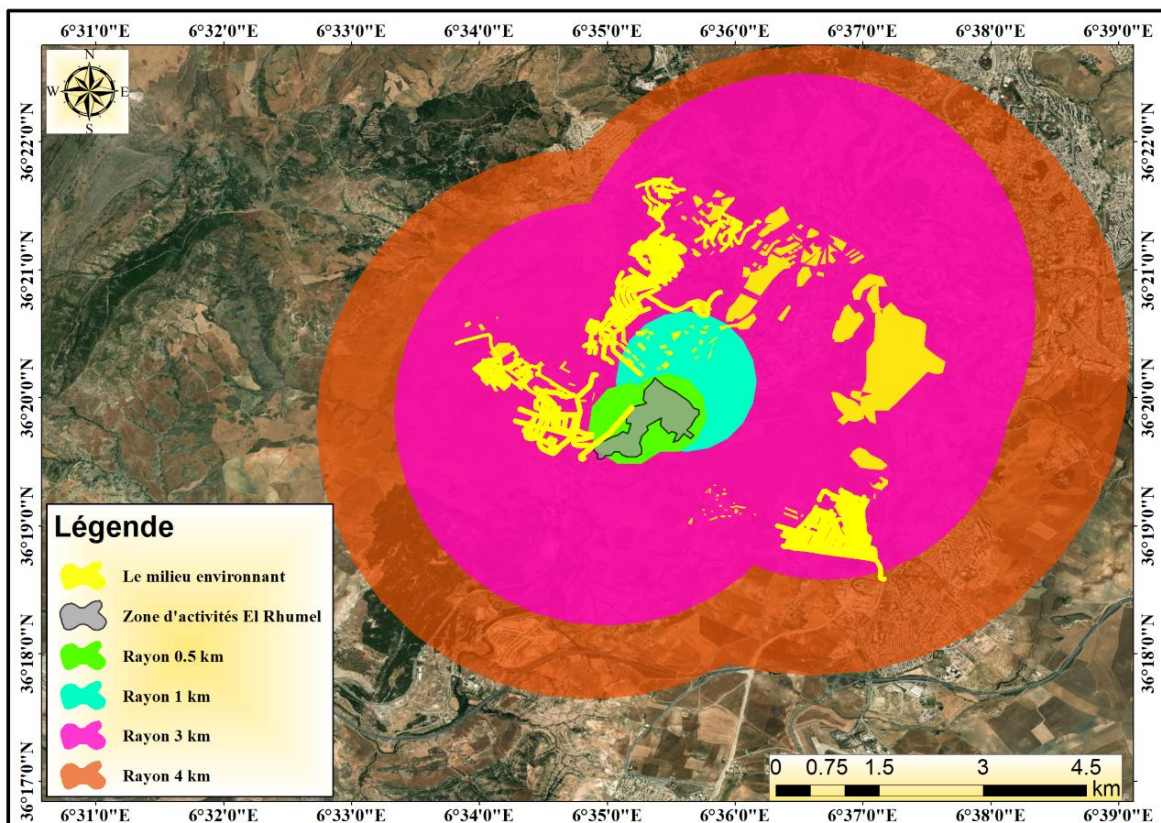 6°31'0"E 6°32'0"E 6°33'0"E 6°34'0"E 6°35'0"E 6°36'0"E 6°37'0"E 6°38'0"E 6°39'0"E
N
W E
S
36°22'0"N 36°22'0"N
36°21'0"N 36°21'0"N
36°20'0"N 36°20'0"N
36°19'0"N 36°19'0"N
36°18'0"N 36°18'0"N
36°17'0"N 36°17'0"N
Légende
Le milieu environnant
Zone d'activités El Rhumel
Rayon 0.5 km
Rayon 1 km
Rayon 3 km
Rayon 4 km
0 0.75 1.5 3 4.5
km
6°31'0"E 6°32'0"E 6°33'0"E 6°34'0"E 6°35'0"E 6°36'0"E 6°37'0"E 6°38'0"E 6°39'0"E